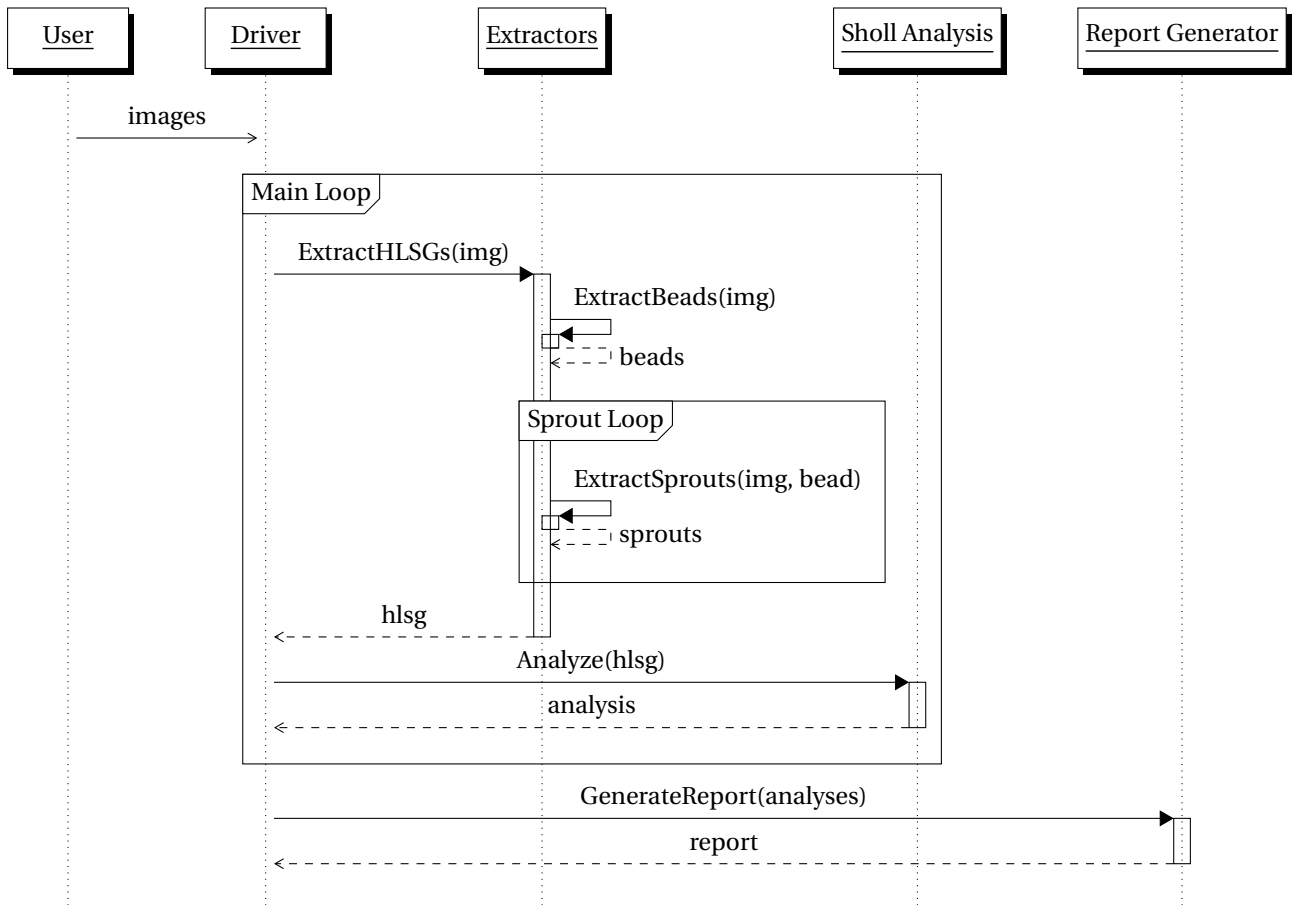 User
Driver
Extractors
Sholl Analysis
Report Generator
images
Main Loop
ExtractHLSGs(img)
ExtractBeads(img)
beads
Sprout Loop
ExtractSprouts(img, bead)
sprouts
hlsg
Analyze(hlsg)
analysis
GenerateReport(analyses)
report